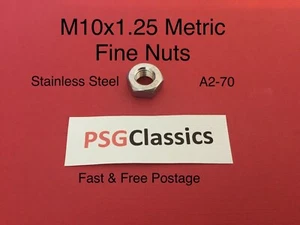 M10x1.25 Metric
Fine Nuts
Stainless Steel A2-70
PSGClassics
Fast & Free Postage